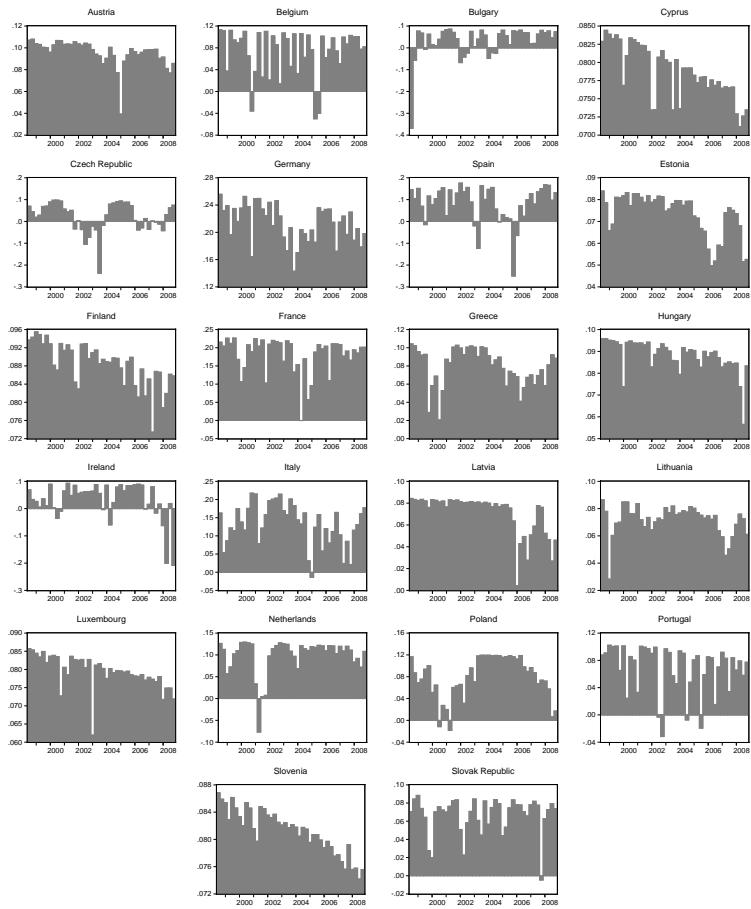 Austria Belgium Bulgary Cyprus
.12 .12 .2 .0850
.10 .08 .1 .0825
.08 .04 .0 .0800
.06 .00 -.1 .0775
.04 -.04 -.2 .0750
.02 -.08 -.3 .0725
-.4 .0700
2000 2002 2004 2006 2008 2000 2002 2004 2006 2008 2000 2002 2004 2006 2008 2000 2002 2004 2006 2008
Czech Republic Germany Spain Estonia
.2 .28 .2 .09
.1 .24 .1 .08
.0 .20 .0 .07
-.1 .16 -.1 .06
-.2 .12 -.2 .05
-.3 -.3 .04
2000 2002 2004 2006 2008 2000 2002 2004 2006 2008 2000 2002 2004 2006 2008 2000 2002 2004 2006 2008
Finland France Greece Hungary
.096 .25 .12 .10
.092 .20 .10 .09
.088 .15 .08 .08
.084 .10 .06 .07
.080 .05 .04 .06
.076 .00 .02 .05
.072 -.05 .00
2000 2002 2004 2006 2008 2000 2002 2004 2006 2008 2000 2002 2004 2006 2008 2000 2002 2004 2006 2008
Ireland Italy Latvia Lithuania
.1 .25 .10 .10
.0 .20 .08 .08
-.1 .15 .06 .06
-.2 .10 .04 .04
-.3 .05 .02 .02
.00 .00
-.05
2000 2002 2004 2006 2008 2000 2002 2004 2006 2008 2000 2002 2004 2006 2008 2000 2002 2004 2006 2008
Luxembourg Netherlands Poland Portugal
.090 .15 .16 .12
.085 .10 .12 .08
.080 .05 .08 .04
.075 .00 .04 .00
.070 -.05 .00 -.04
.065 -.10 -.04
.060
2000 2002 2004 2006 2008 2000 2002 2004 2006 2008 2000 2002 2004 2006 2008 2000 2002 2004 2006 2008
Slovenia Slovak Republic
.088 .10
.084 .08
.080 .06
.076 .04
.072 .02
.00
-.02
2000 2002 2004 2006 2008 2000 2002 2004 2006 2008